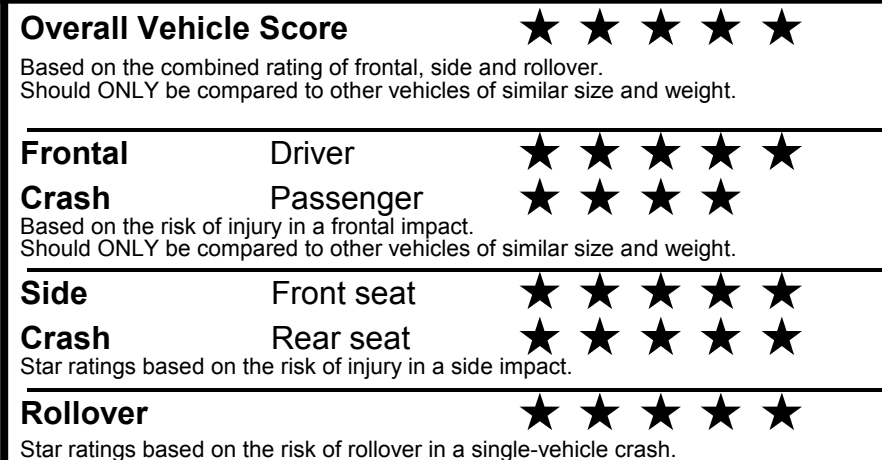 Overall Vehicle Score ★ ★ ★ ★ ★
Based on the combined rating of frontal, side and rollover.
Should ONLY be compared to other vehicles of similar size and weight.
Frontal Driver ★ ★ ★ ★ ★
Crash Passenger ★ ★ ★ ★
Based on the risk of injury in a frontal impact.
Should ONLY be compared to other vehicles of similar size and weight.
Side Front seat ★ ★ ★ ★ ★
Crash Rear seat ★ ★ ★ ★ ★
Star ratings based on the risk of injury in a side impact.
Rollover ★ ★ ★ ★ ★
Star ratings based on the risk of rollover in a single-vehicle crash.